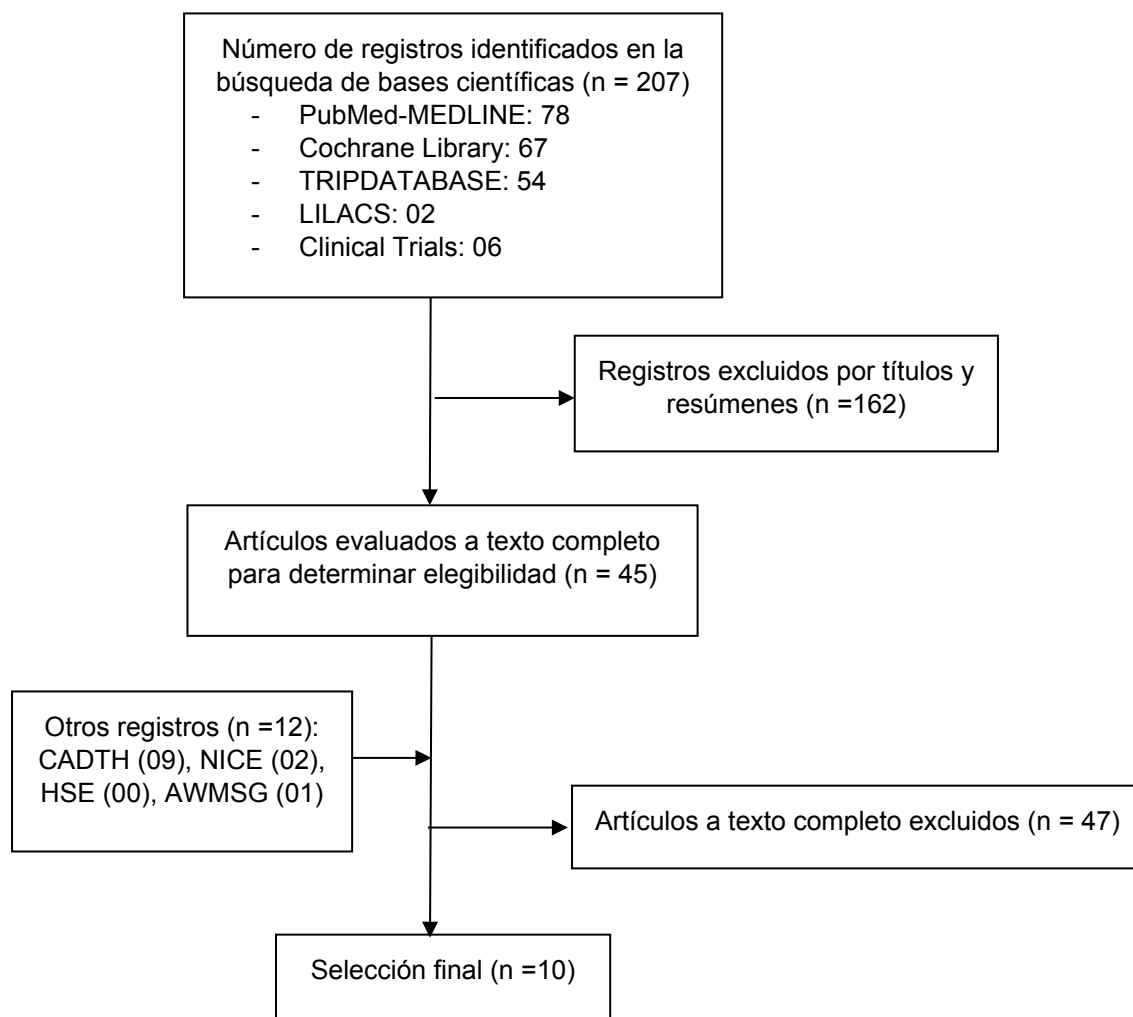 Número de registros identificados en la
búsqueda de bases científicas (n = 207)
- PubMed-MEDLINE: 78
- Cochrane Library: 67
- TRIPDATABASE: 54
- LILACS: 02
- Clinical Trials: 06
Registros excluidos por títulos y
resúmenes (n =162)
Artículos evaluados a texto completo
para determinar elegibilidad (n = 45)
Otros registros (n =12):
CADTH (09), NICE (02),
HSE (00), AWMSG (01)
Artículos a texto completo excluidos (n = 47)
Selección final (n =10)